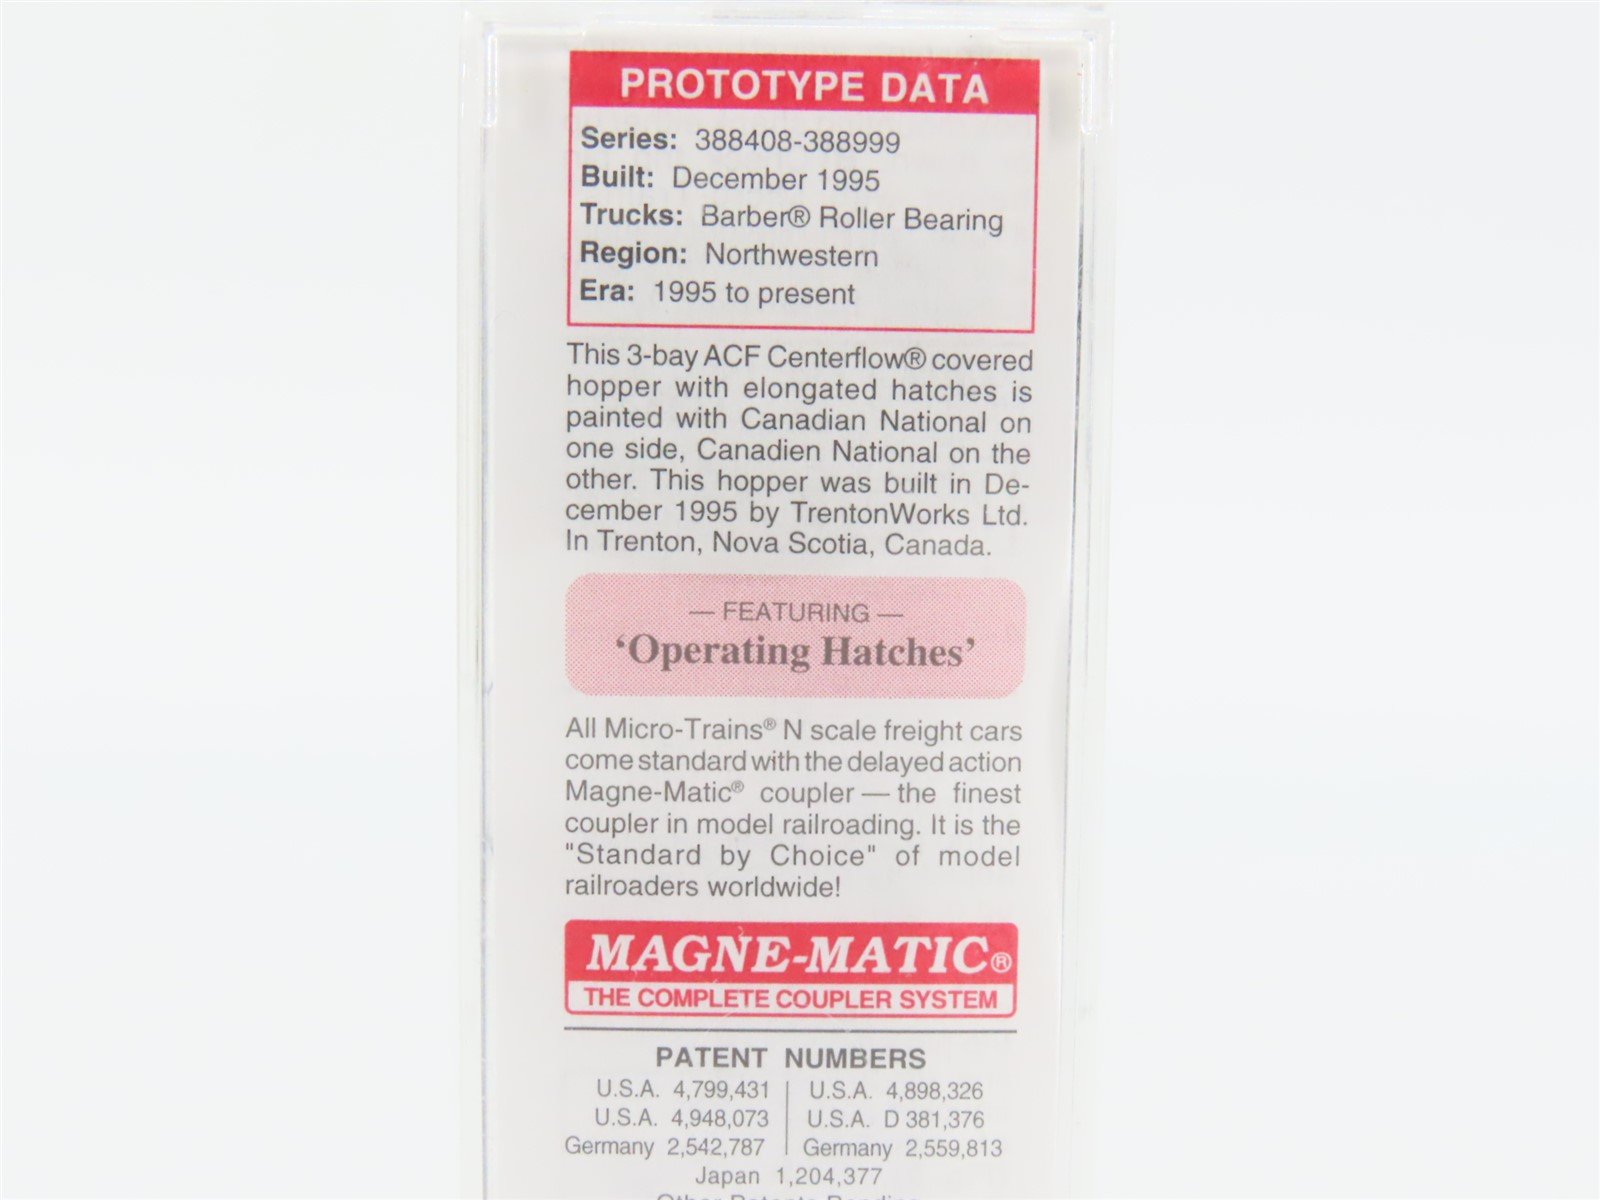 PROTOTYPE DATA
Series: 388408-388999
Built: December 1995
Trucks: Barber® Roller Bearing
Region: Northwestern
Era: 1995 to present
This 3-bay ACF Centerflow® covered
hopper with elongated hatches is
painted with Canadian National on
one side, Canadien National on the
other. This hopper was built in De-
cember 1995 by TrentonWorks Ltd.
In Trenton, Nova Scotia, Canada.
— FEATURING —
‘Operating Hatches’
All Micro-Trains® N scale freight cars
come standard with the delayed action
Magne-Matic® coupler — the finest
coupler in model railroading. It is the
"Standard by Choice" of model
railroaders worldwide!
MAGNE-MATIC®
THE COMPLETE COUPLER SYSTEM
PATENT NUMBERS
U.S.A. 4,799,431 | U.S.A. 4,898,326
U.S.A. 4,948,073 | U.S.A. D 381,376
Germany 2,542,787 | Germany 2,559,813
Japan 1,204,377
Other Patents Pending